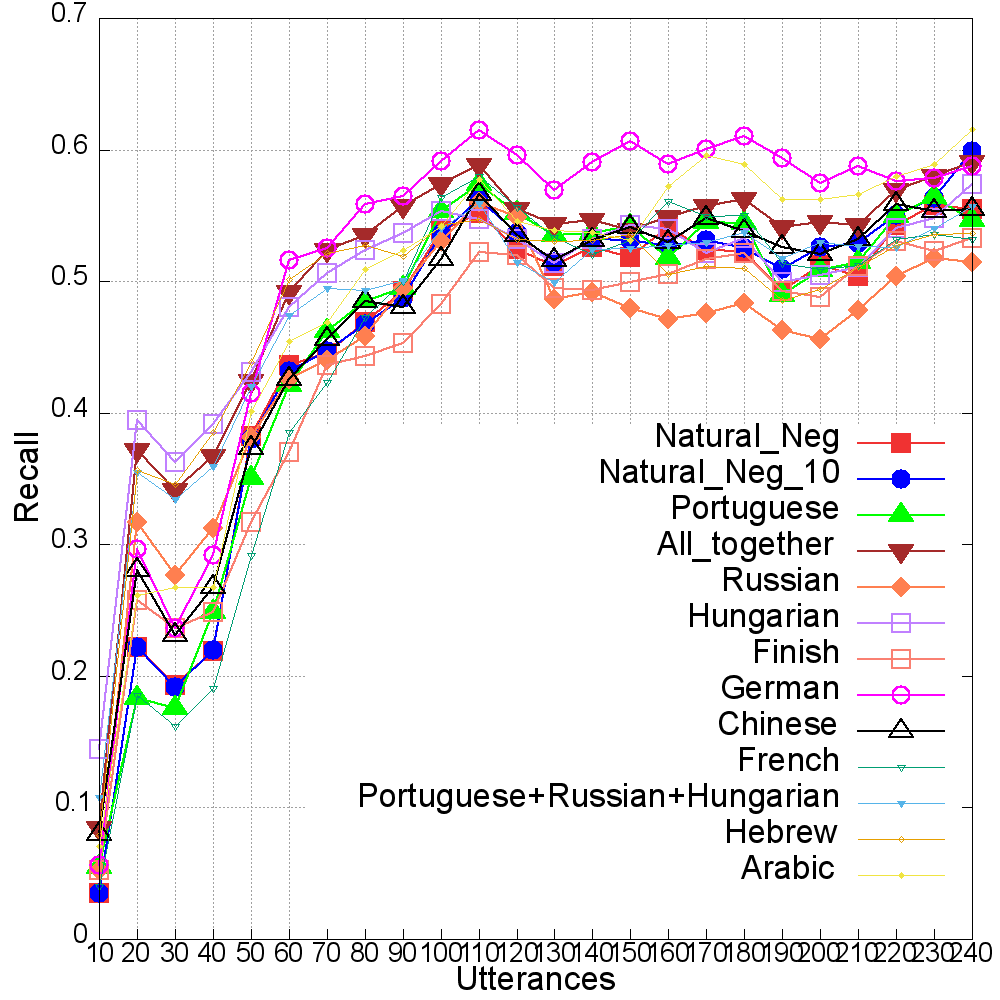 0.7
0.6
0.5
0.4
0.3
0.2
0.1
0
Recall
Natural_Neg
Natural_Neg_10
Portuguese
All_together
Russian
Hungarian
Finish
German
Chinese
French
Portuguese+Russian+Hungarian
Hebrew
Arabic
10 20 30 40 50 60 70 80 90 100 110 120 130 140 150 160 170 180 190 200 210 220 230 240
Utterances